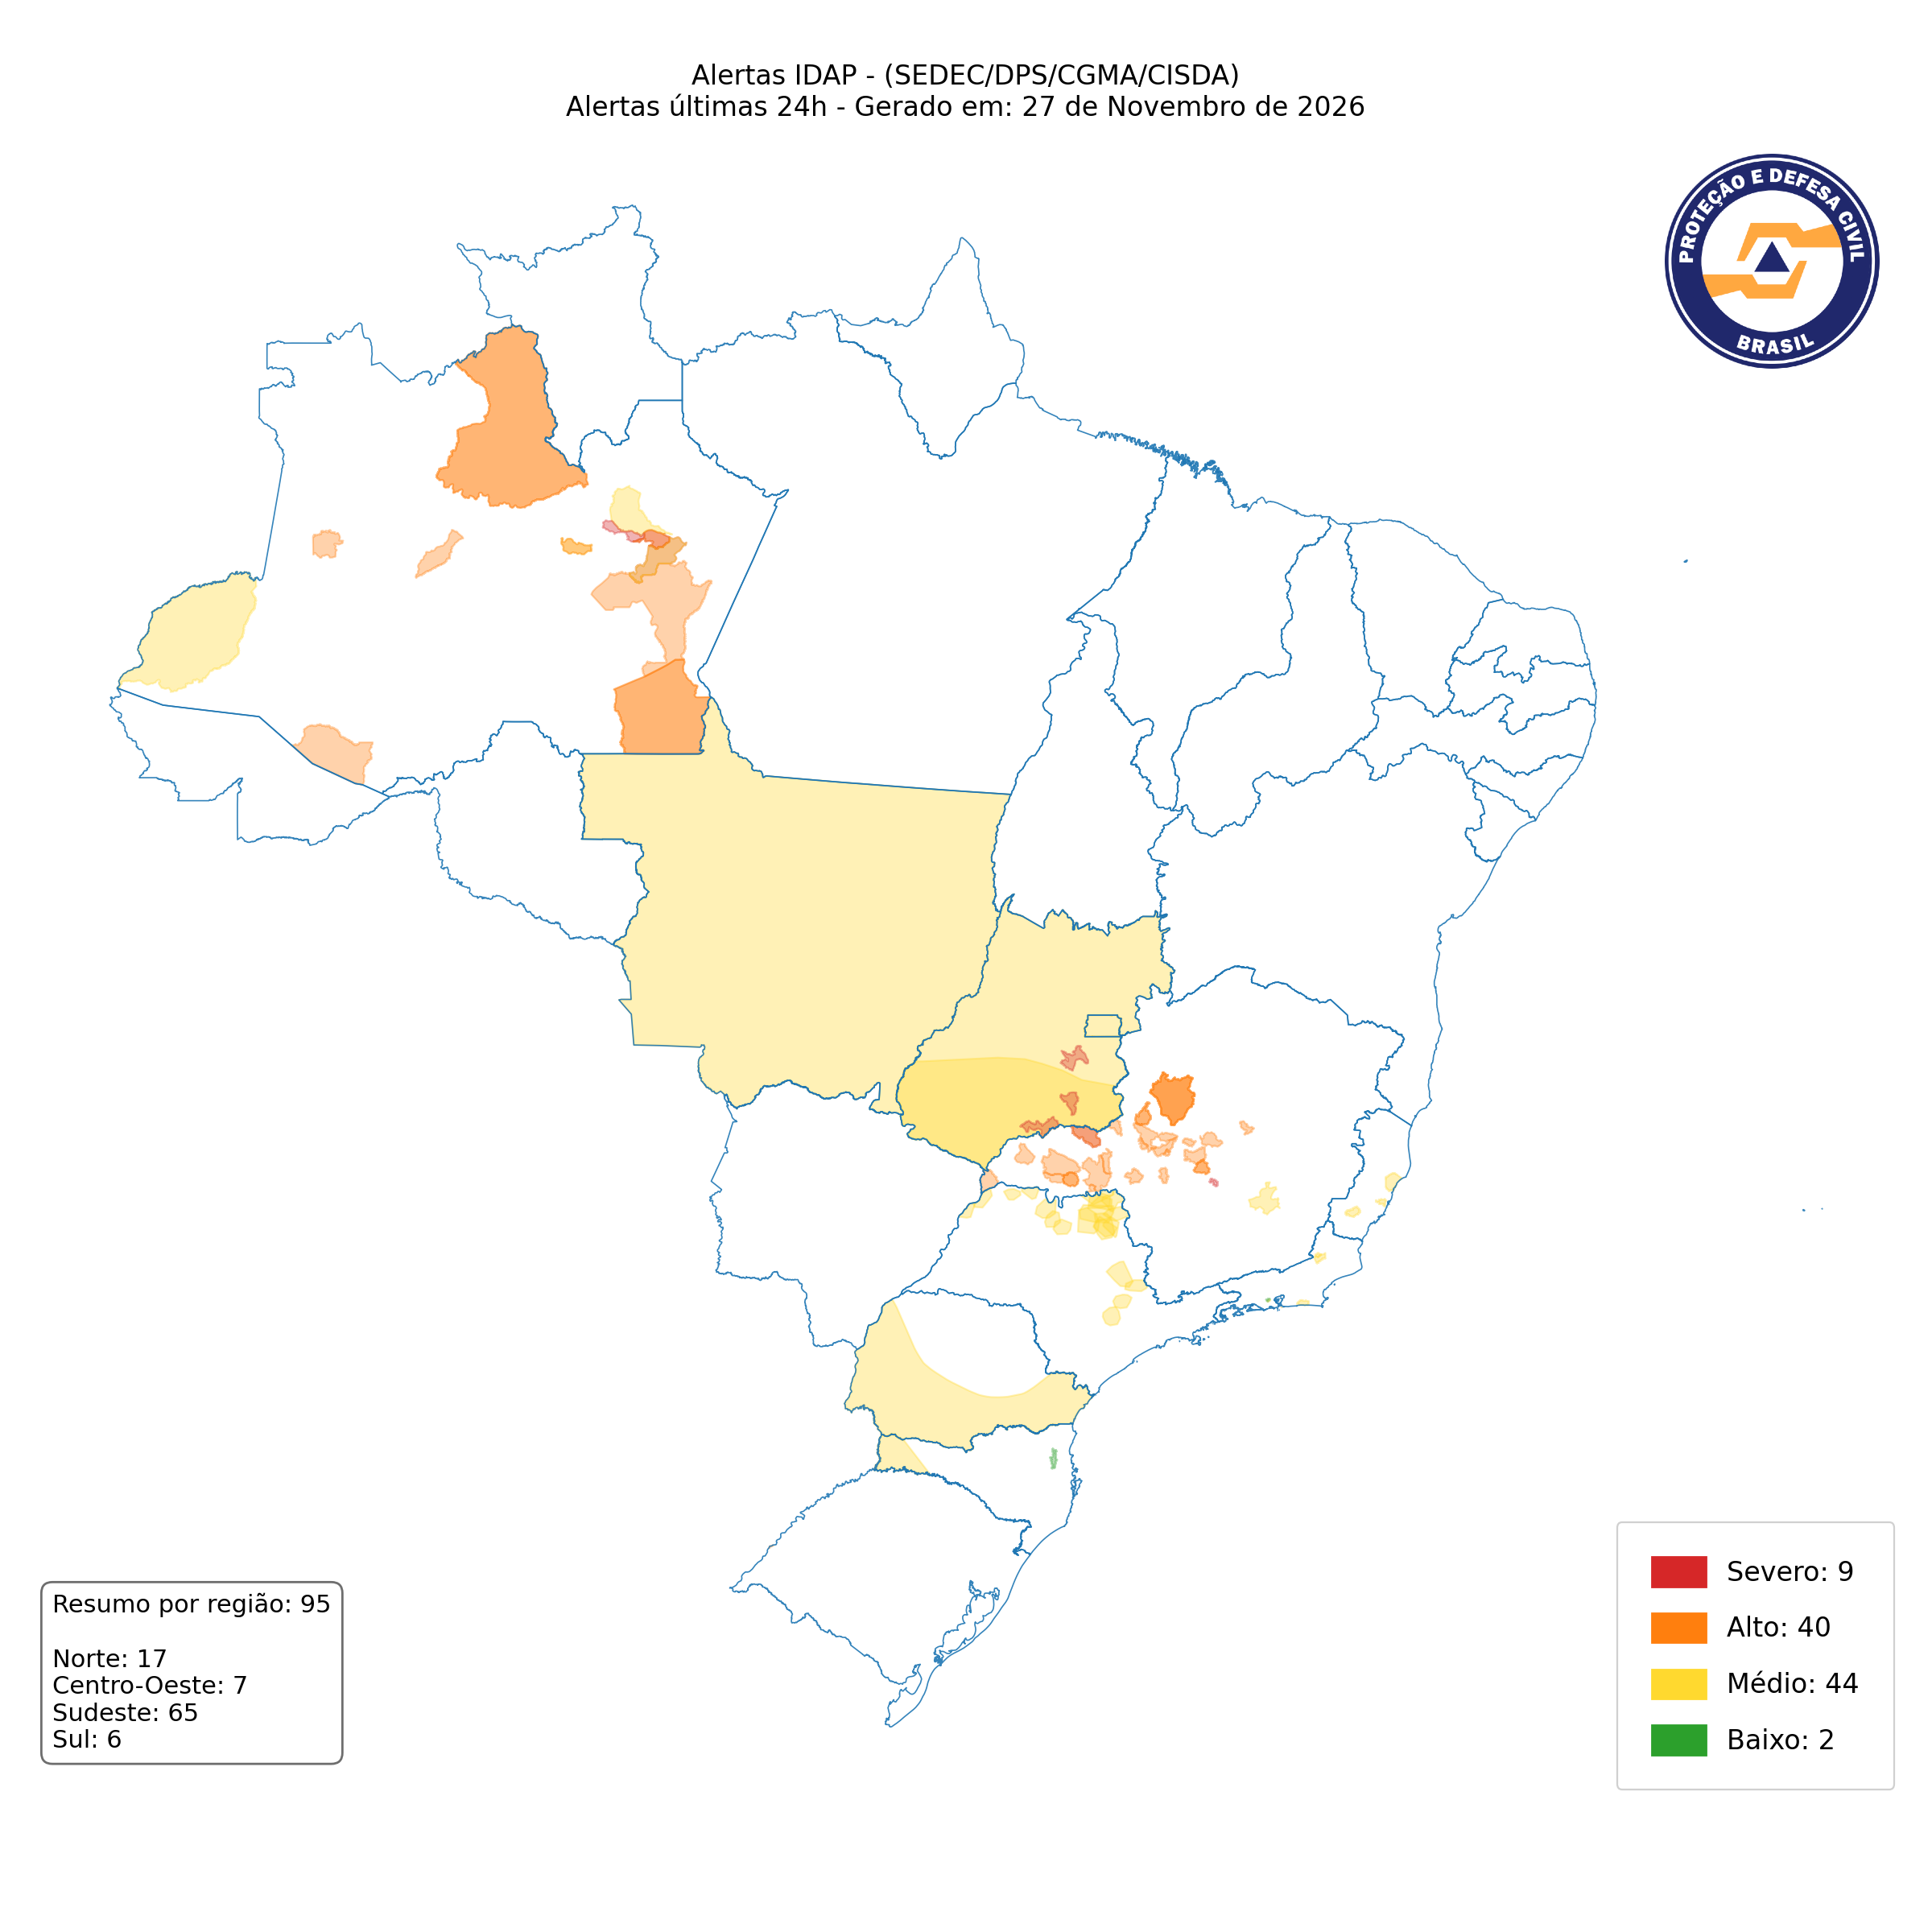 Alertas IDAP - (SEDEC/DPS/CGMA/CISDA)
Alertas últimas 24h - Gerado em: 27 de Novembro de 2026
PROTEÇÃO E DEFESA CIVIL
BRASIL
Resumo por região: 95
Norte: 17
Centro-Oeste: 7
Sudeste: 65
Sul: 6
Severo: 9
Alto: 40
Médio: 44
Baixo: 2